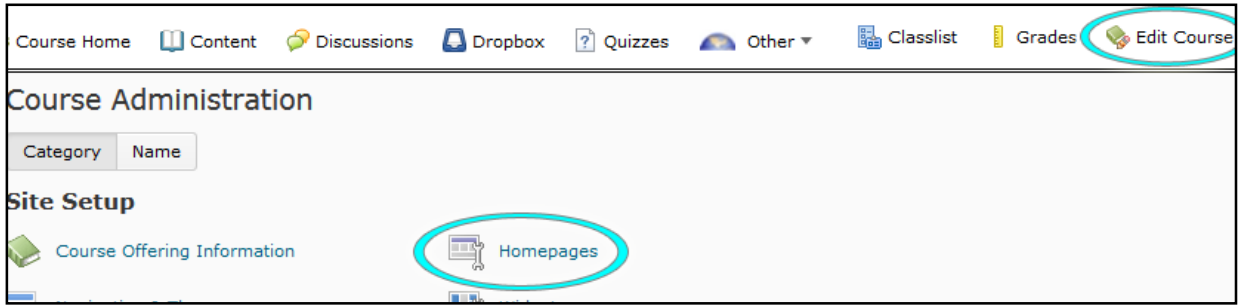 Course Home Content Discussions Dropbox ? Quizzes Other Classlist Grades Edit Course
Course Administration
Category Name
Site Setup
Course Offering Information Homepages